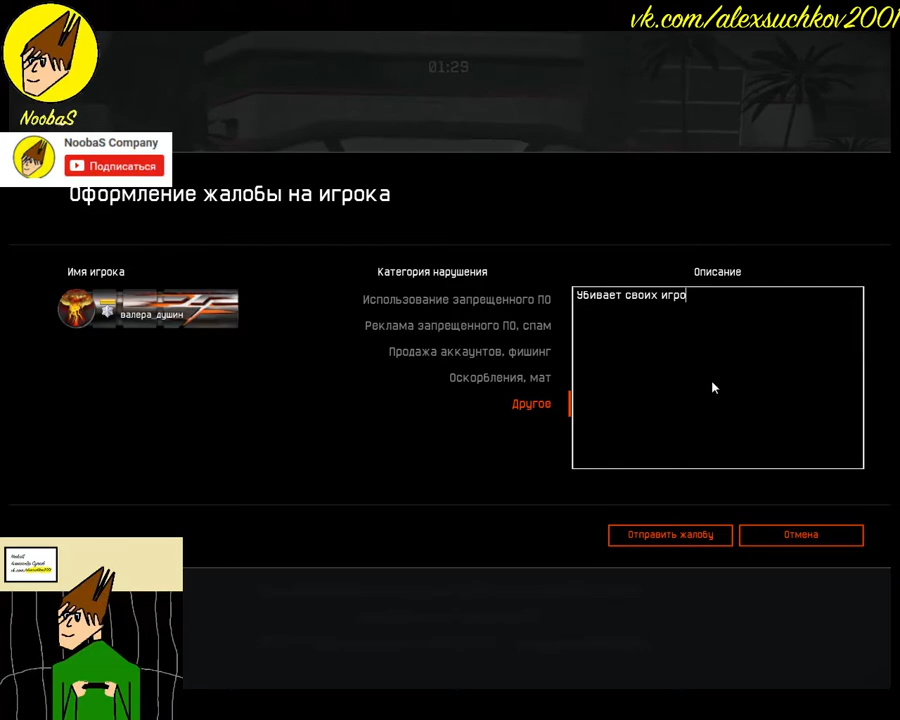 vk.com/alexsuchkov2001
01:29
NoobaS
NoobaS Company
Подписаться
Оформление жалобы на игрока
Имя игрока
Категория нарушения
Описание
валера_душин
Использование запрещенного ПО
Убивает своих игро
Реклама запрещенного ПО, спам
Продажа аккаунтов, фишинг
Оскорбления, мат
Другое
Отправить жалобу
Отмена